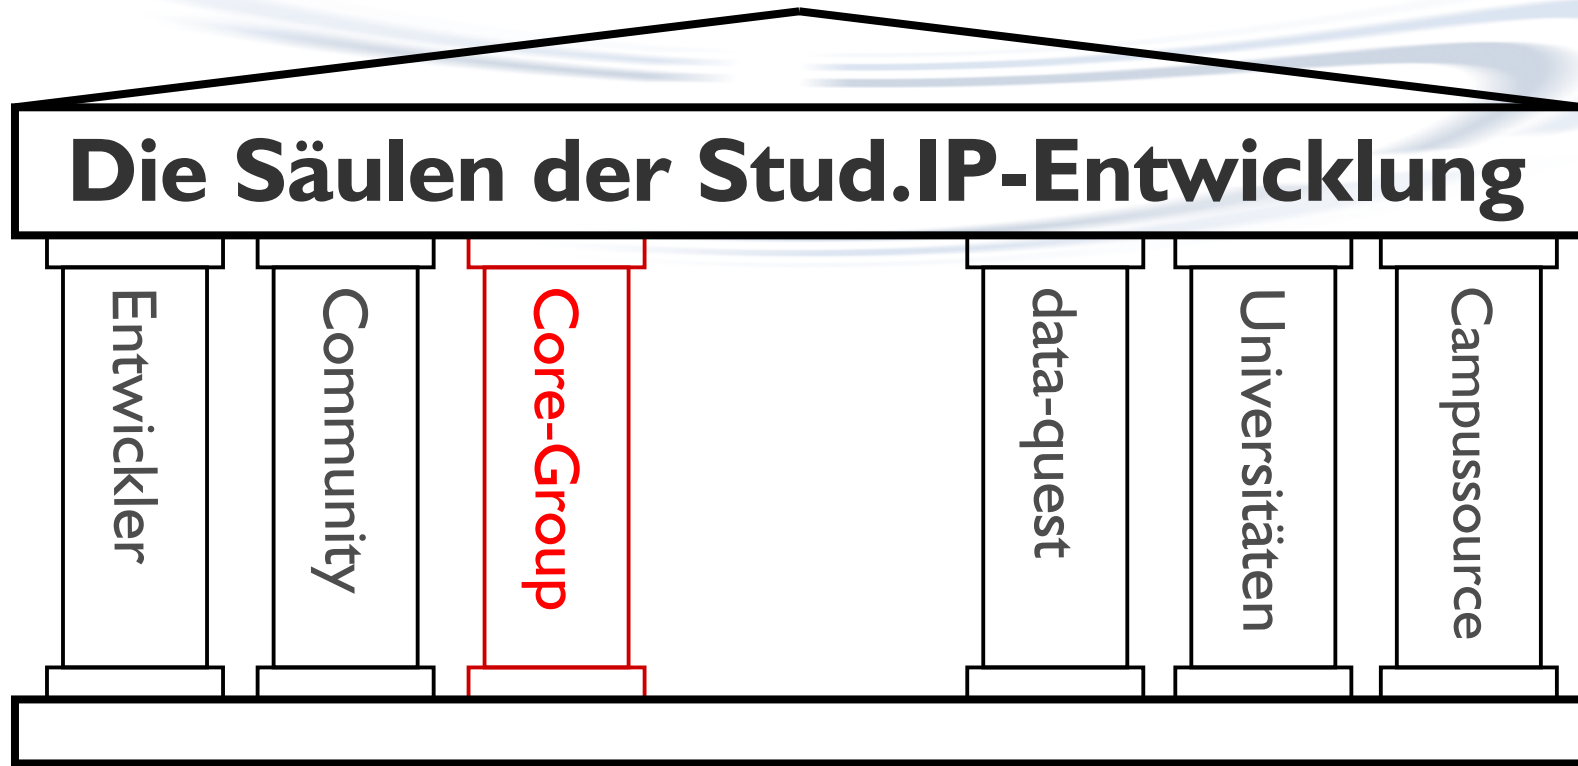 Die Säulen der Stud.IP-Entwicklung
Entwickler
Community
Core-Group
data-quest
Universitäten
Campussource